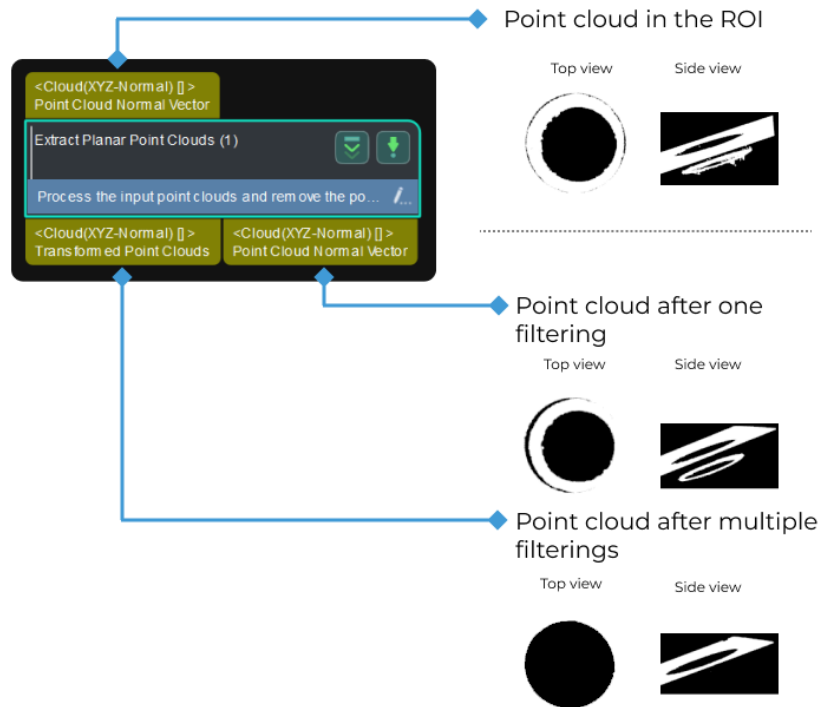 Point cloud in the ROI
Top view
Side view
<Cloud(XYZ-Normal) []>
Point Cloud Normal Vector
Extract Planar Point Clouds (1)
Process the input point clouds and remove the po...
<Cloud(XYZ-Normal) []>
Transformed Point Clouds
<Cloud(XYZ-Normal) []>
Point Cloud Normal Vector
Point cloud after one
filtering
Top view
Side view
Point cloud after multiple
filterings
Top view
Side view